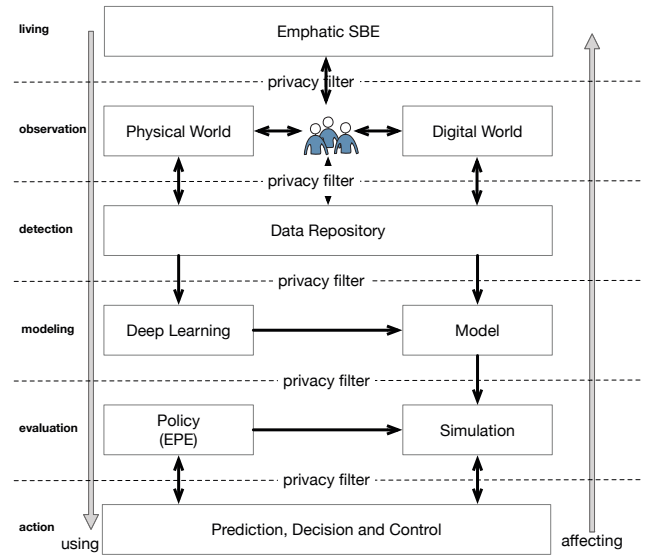 living
Emphatic SBE
privacy filter
observation
Physical World
Digital World
privacy filter
detection
Data Repository
privacy filter
modeling
Deep Learning
Model
privacy filter
evaluation
Policy
(EPE)
Simulation
privacy filter
action
Prediction, Decision and Control
using
affecting